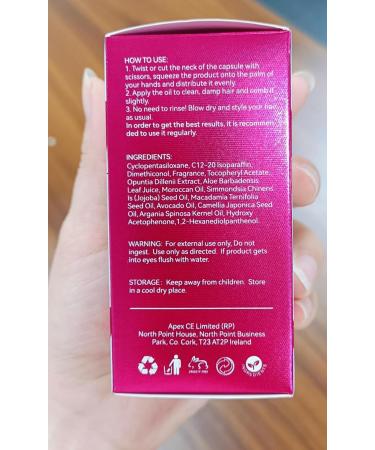 HOW TO USE:
1. Twist or cut the neck of the capsule with
scissors, squeeze the product onto the palm of
your hands and distribute it evenly.
2. Apply the oil to clean, damp hair and comb it
slightly.
3. No need to rinse! Blow dry and style your hair
as usual.
In order to get the best results, it is recommen
ded to use it regularly.
INGREDIENTS:
Cyclopentasiloxane, C12-20 Isoparaffin,
Dimethiconol, Fragrance, Tocopheryl Acetate,
Opuntia Dillenii Extract, Aloe Barbadensis
Leaf Juice, Moroccan Oil, Simmondsia Chinens
Is (Jojoba) Seed Oil, Macadamia Ternifolia
Seed Oil, Avocado Oil, Camellia Japonica Seed
Oil, Argania Spinosa Kernel Oil, Hydroxy
Acetophenone,1,2-Hexanediolpanthenol.
WARNING: For external use only, Do not
ingest. Use only as directed. If product gets
into eyes flush with water.
STORAGE: Keep away from children. Store
in a cool dry place.
Apex CE Limited (RP)
North Point House, North Point Business
Park, Co. Cork, T23 AT2P Ireland
CRUELTY FREE